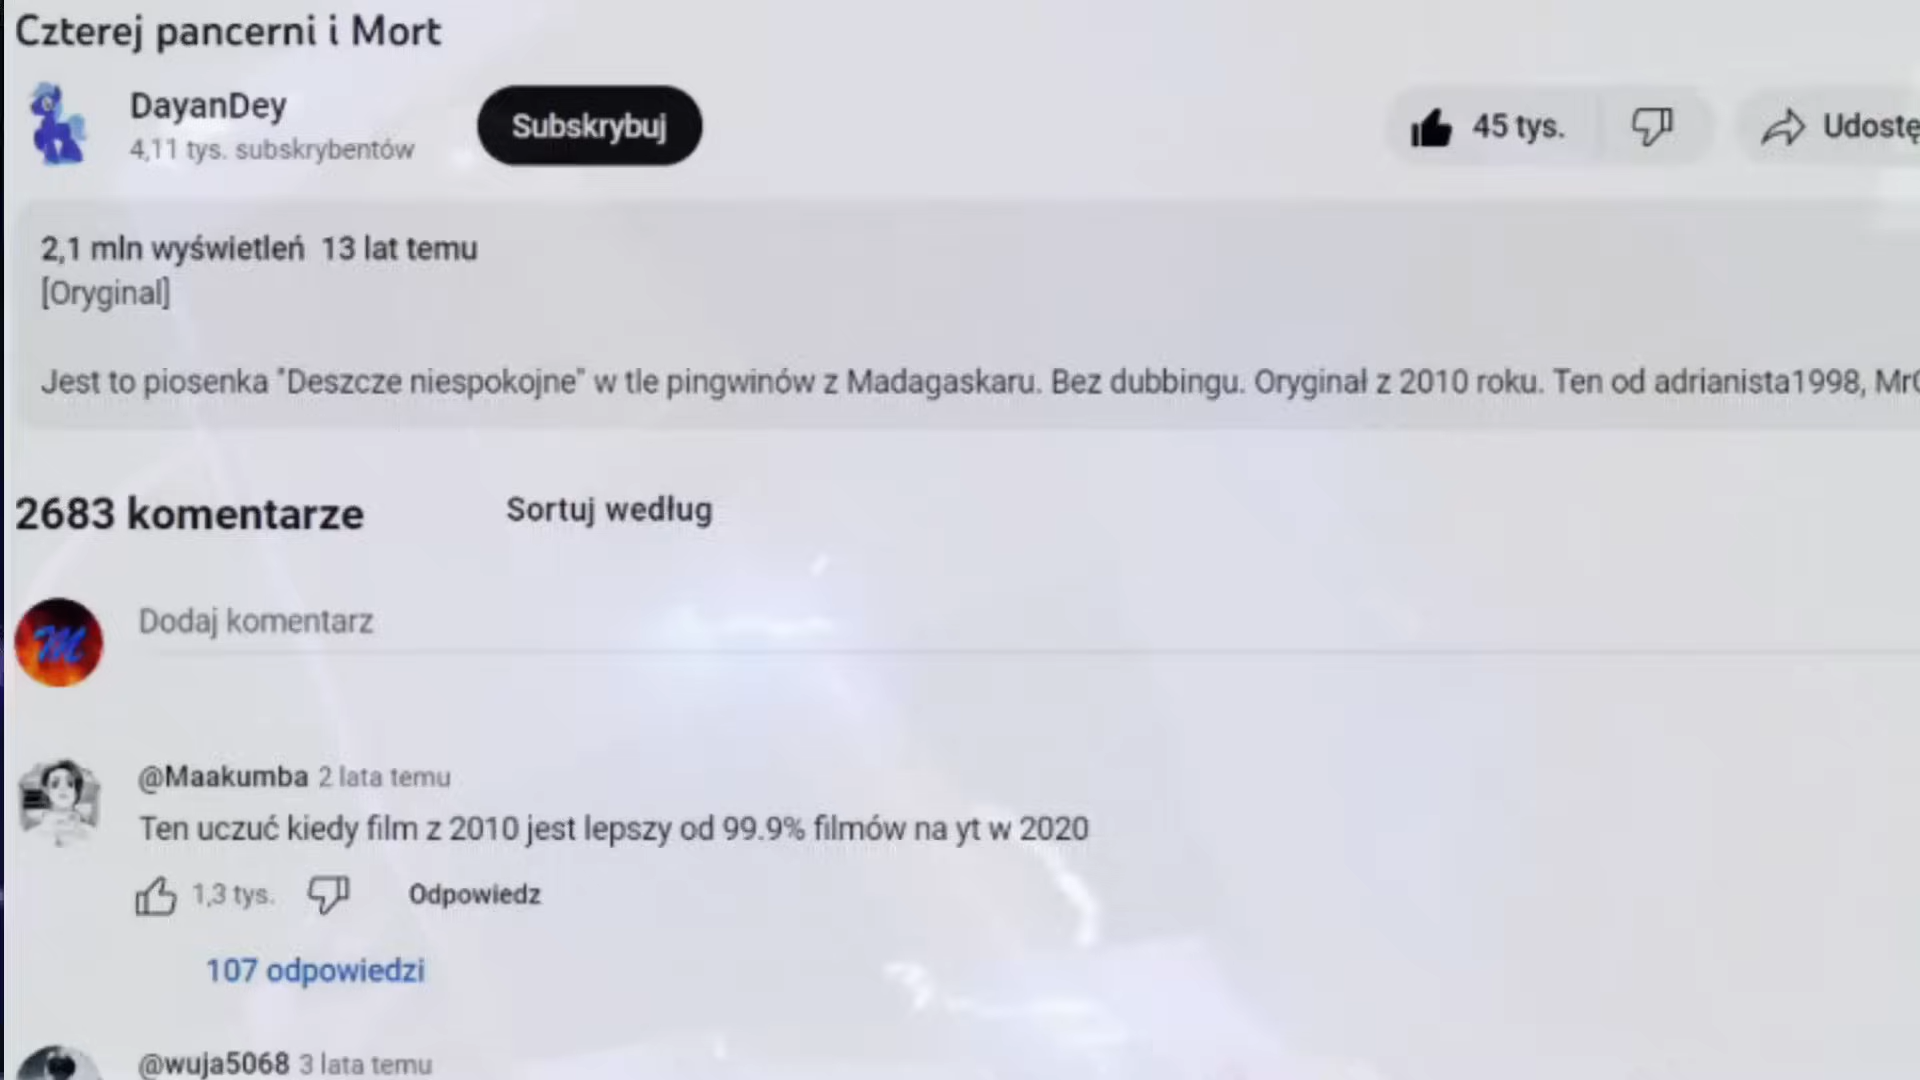 Czterej pancerni i Mort
DayanDey
4,11 tys. subskrybentów
Subskrybuj
45 tys.
2,1 mln wyświetleń 13 lat temu
[Oryginal]
Jest to piosenka "Deszcze niespokojne" w tle pingwinów z Madagaskaru. Bez dubbingu. Oryginał z 2010 roku. Ten od adrianista1998,
2683 komentarze
Sortuj według
Dodaj komentarz
@Maakumba 2 lata temu
Ten uczuć kiedy film z 2010 jest lepszy od 99.9% filmów na yt w 2020
1,3 tys.
Odpowiedz
107 odpowiedzi
@wuja5068 3 lata temu